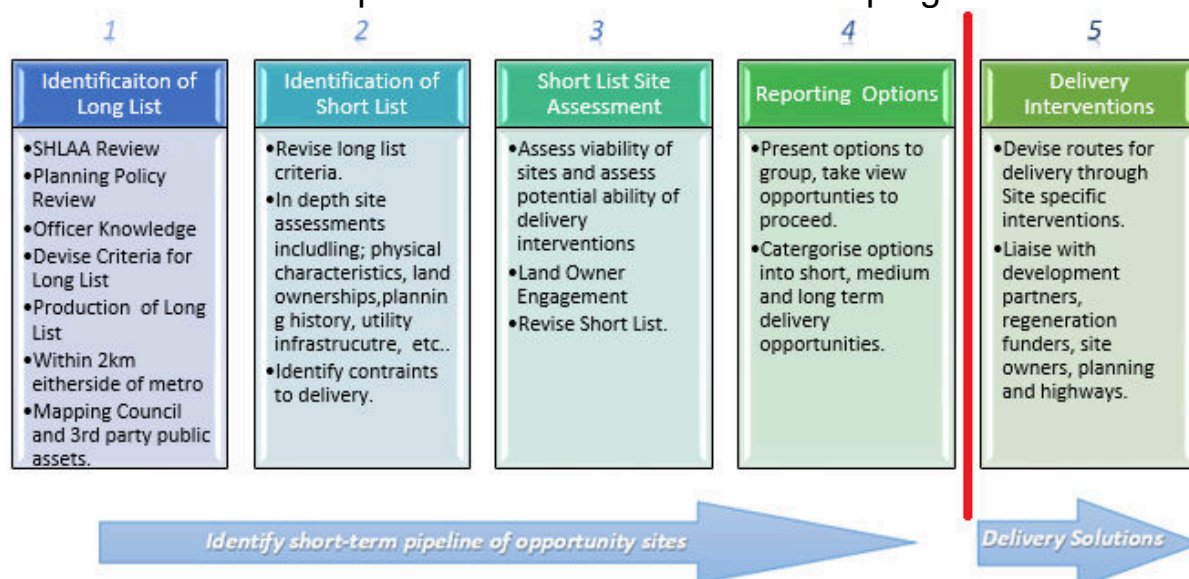 1
2
3
4
5
Identificaiton of
Long List
•SHLAA Review
•Planning Policy
Review
•Officer Knowledge
•Devise Criteria for
Long List
•Production of Long
List
•Within 2km
eitherside of metro
•Mapping Council
and 3rd party public
assets.
Identification of
Short List
•Revise long list
criteria.
•In depth site
assessments
includling; physical
characteristics, land
ownerships,plannin
g history, utility
infrastrucutre, etc..
•Identify contraints
to delivery.
Short List Site
Assessment
•Assess viability of
sites and assess
potential ability of
delivery
interventions
•Land Owner
Engagement
•Revise Short List.
Reporting Options
•Present options to
group, take view
opportunties to
proceed.
•Catergorise options
into short, medium
and long term
delivery
opportunities.
Delivery
Interventions
•Devise routes for
delivery through
Site specific
interventions.
•Liaise with
development
partners,
regeneration
funders, site
owners, planning
and highways.
Identify short-term pipeline of opportunity sites
Delivery Solutions